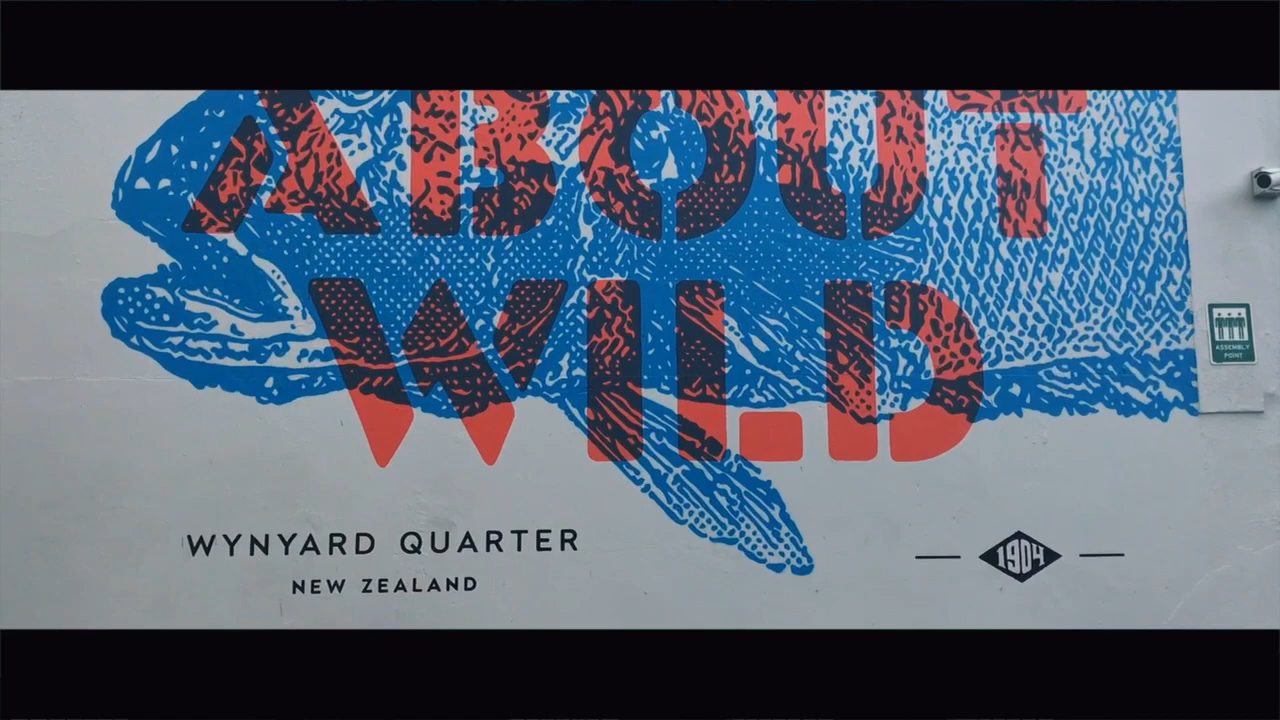 ABOUT
WILD
WYNYARD QUARTER
NEW ZEALAND
1904
ASSEMBLY
POINT